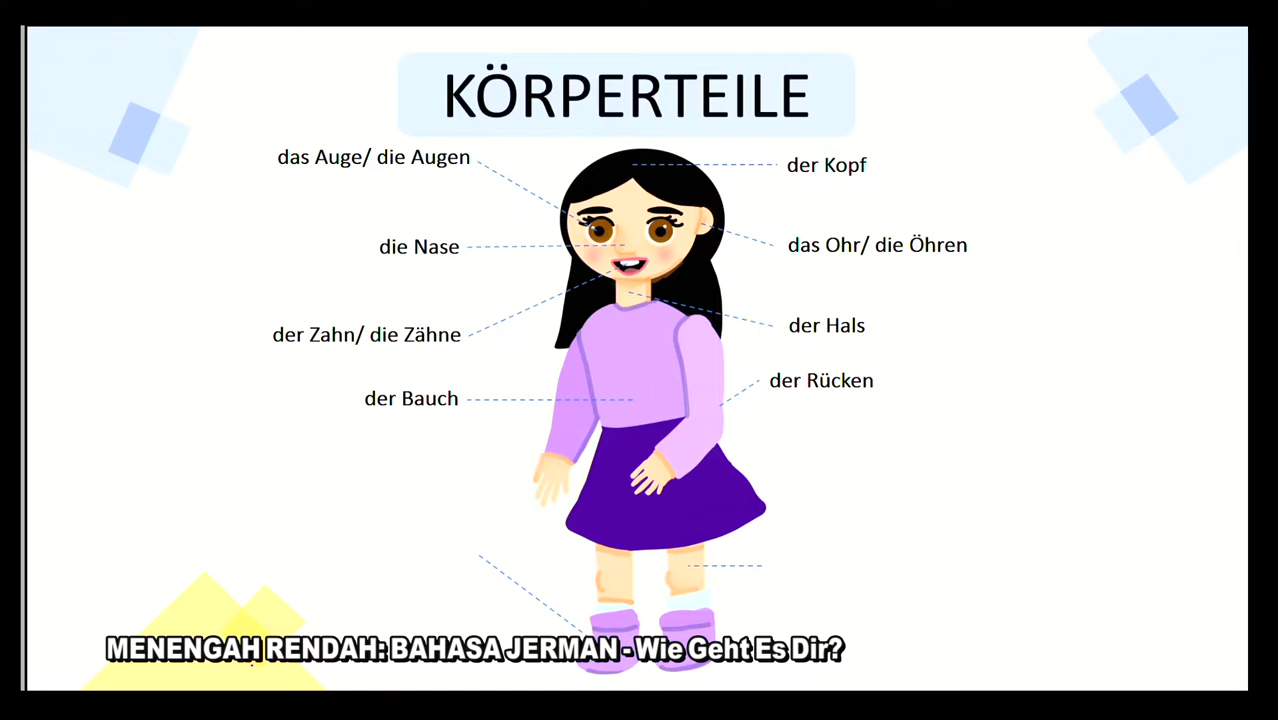 KÖRPERTEILE
das Auge/ die Augen
der Kopf
die Nase
das Ohr/ die Öhren
der Zahn/ die Zähne
der Hals
der Bauch
der Rücken
MENENGAH RENDAH: BAHASA JERMAN - Wie Geht Es Dir?